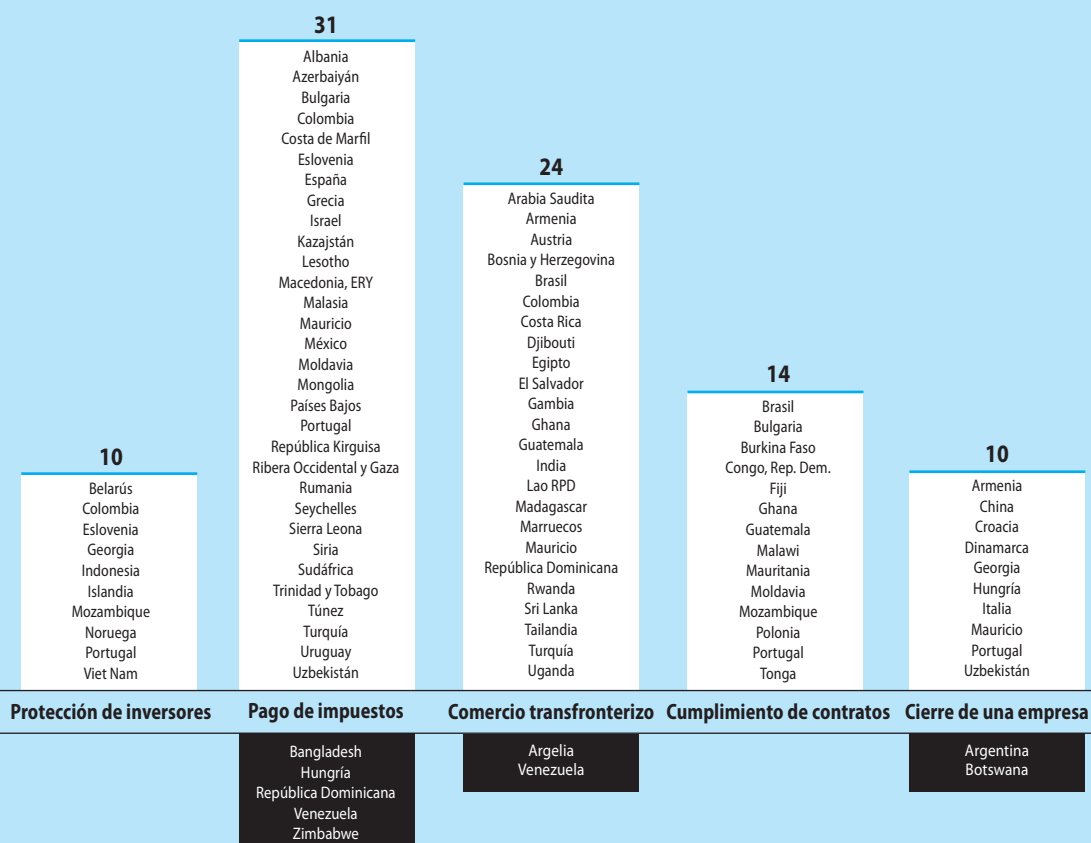 10
Belarús
Colombia
Eslovenia
Georgia
Indonesia
Islandia
Mozambique
Noruega
Portugal
Viet Nam
Protección de inversores
31
Albania
Azerbaiyán
Bulgaria
Colombia
Costa de Marfil
Eslovenia
España
Grecia
Israel
Kazajstán
Lesotho
Macedonia, ERY
Malasia
Mauricio
México
Moldavia
Mongolia
Países Bajos
Portugal
República Kirguisa
Ribera Occidental y Gaza
Rumania
Seychelles
Sierra Leona
Siria
Sudáfrica
Trinidad y Tobago
Túnez
Turquía
Uruguay
Uzbekistán
Pago de impuestos
Bangladesh
Hungría
República Dominicana
Venezuela
Zimbabwe
24
Arabia Saudita
Armenia
Austria
Bosnia y Herzegovina
Brasil
Colombia
Costa Rica
Djibouti
Egipto
El Salvador
Gambia
Ghana
Guatemala
India
Lao RPD
Madagascar
Marruecos
Mauricio
República Dominicana
Rwanda
Sri Lanka
Tailandia
Turquía
Uganda
Comercio transfronterizo
Argelia
Venezuela
14
Brasil
Bulgaria
Burkina Faso
Congo, Rep. Dem.
Fiji
Ghana
Guatemala
Malawi
Mauritania
Moldavia
Mozambique
Polonia
Portugal
Tonga
Cumplimiento de contratos
10
Armenia
China
Croacia
Dinamarca
Georgia
Hungría
Italia
Mauricio
Portugal
Uzbekistán
Cierre de una empresa
Argentina
Botswana